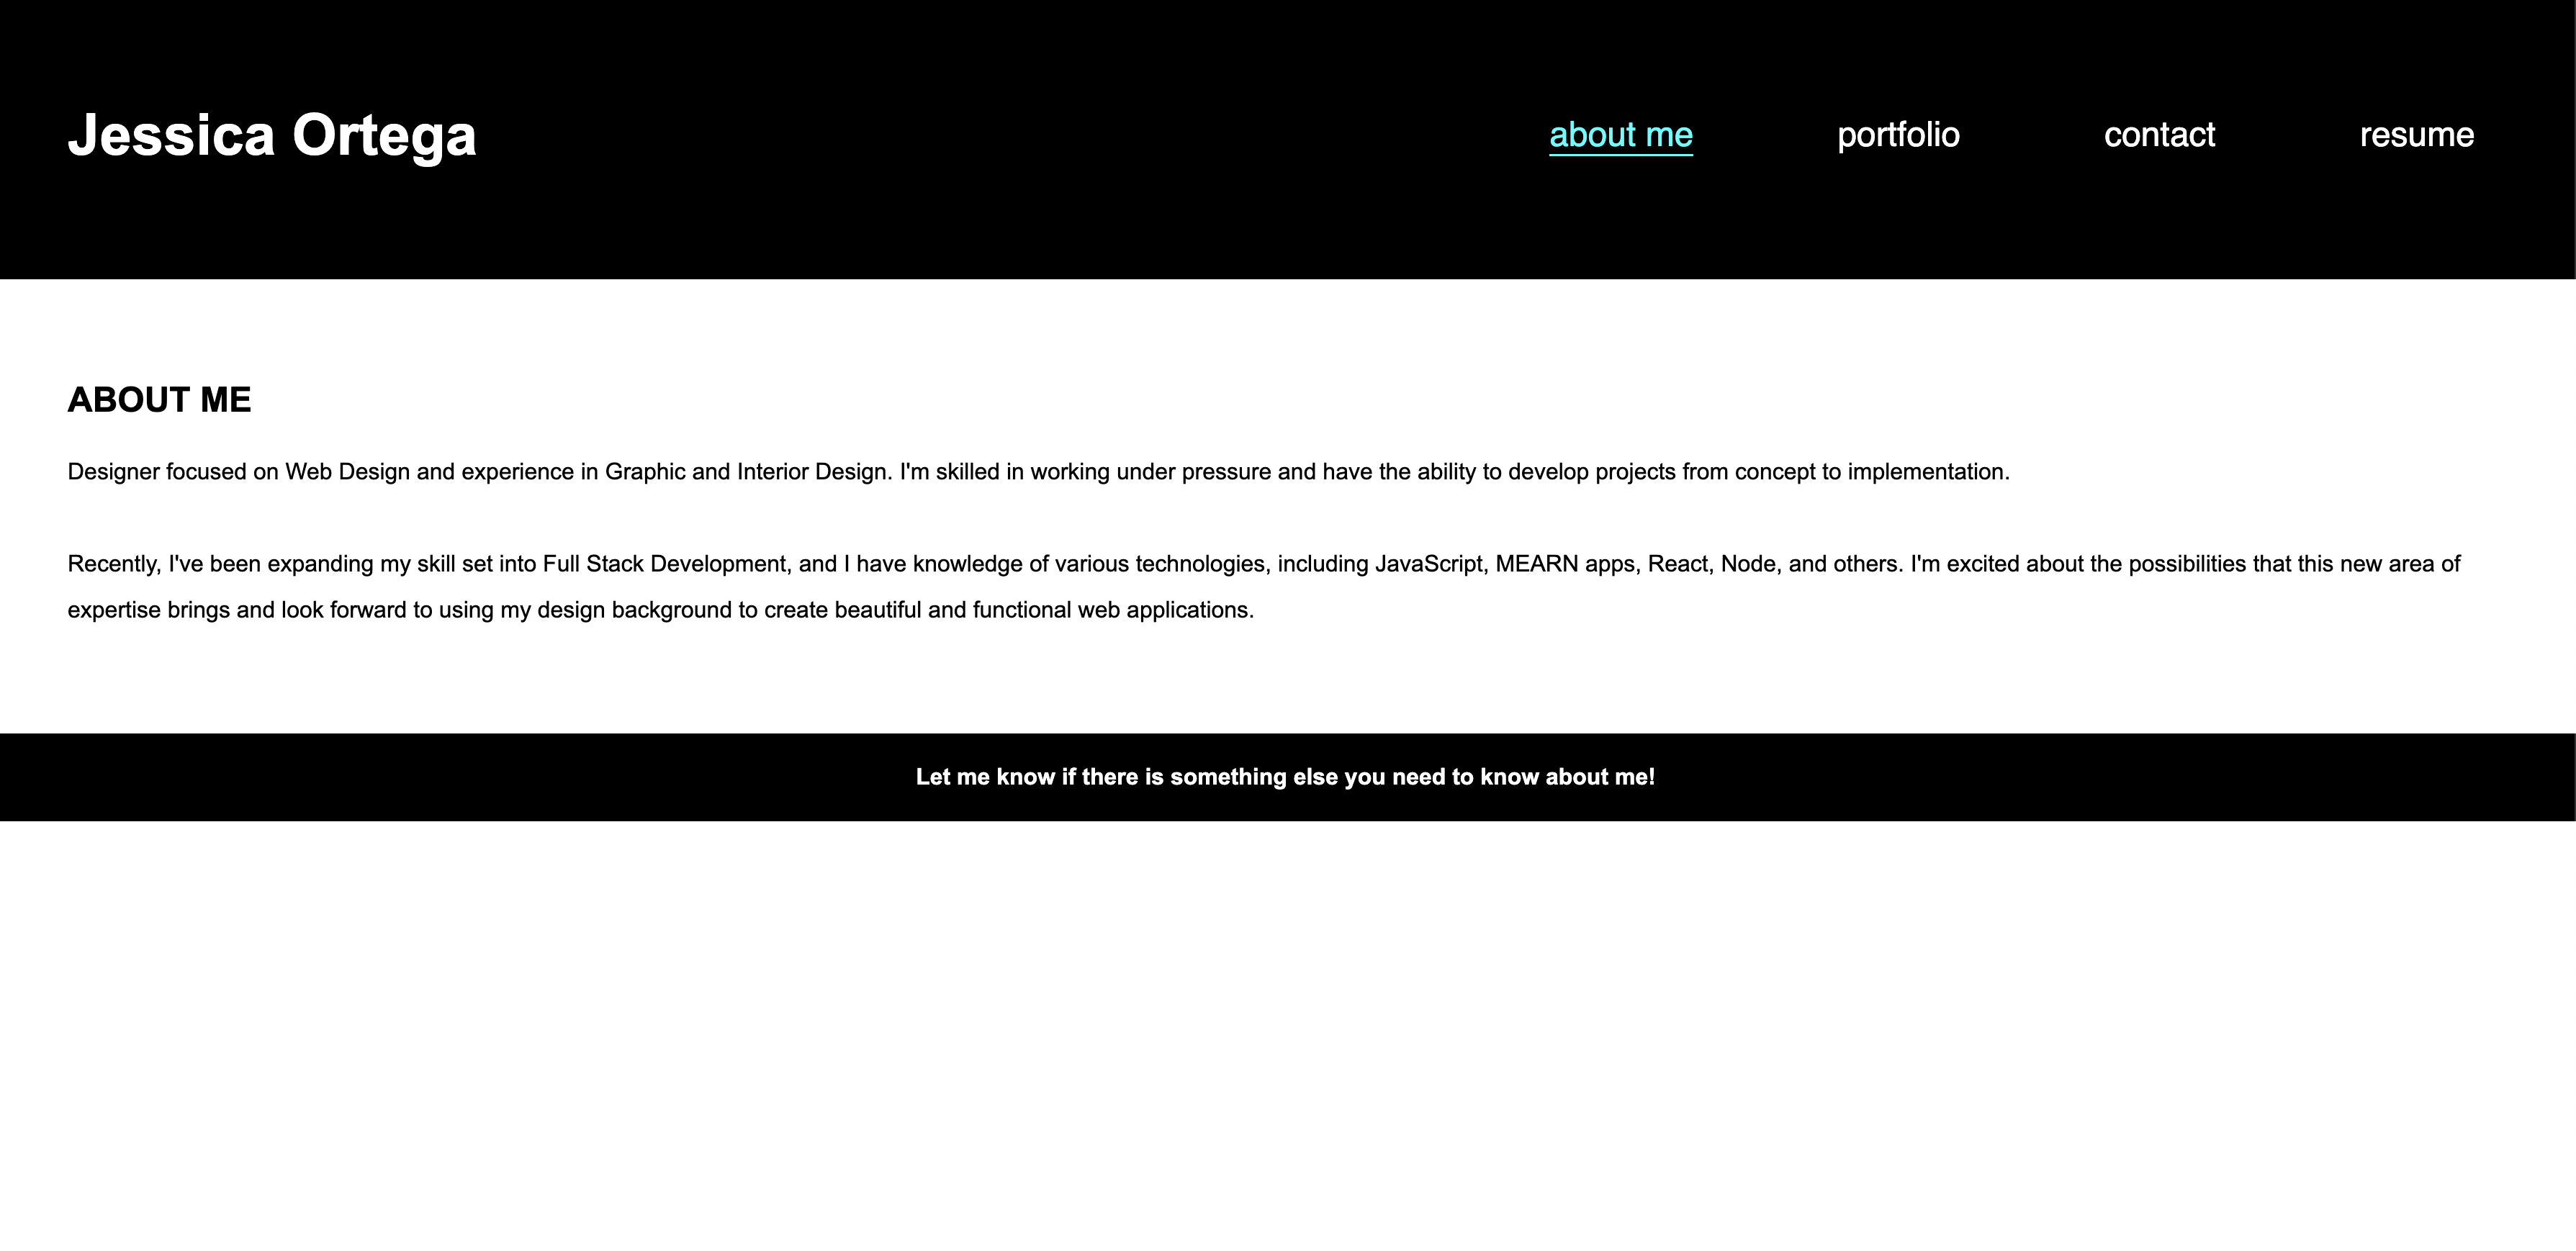 Jessica Ortega
about me portfolio contact resume
ABOUT ME
Designer focused on Web Design and experience in Graphic and Interior Design. I'm skilled in working under pressure and have the ability to develop projects from concept to implementation.
Recently, I've been expanding my skill set into Full Stack Development, and I have knowledge of various technologies, including JavaScript, MEARN apps, React, Node, and others. I'm excited about the possibilities that this new area of
expertise brings and look forward to using my design background to create beautiful and functional web applications.
Let me know if there is something else you need to know about me!